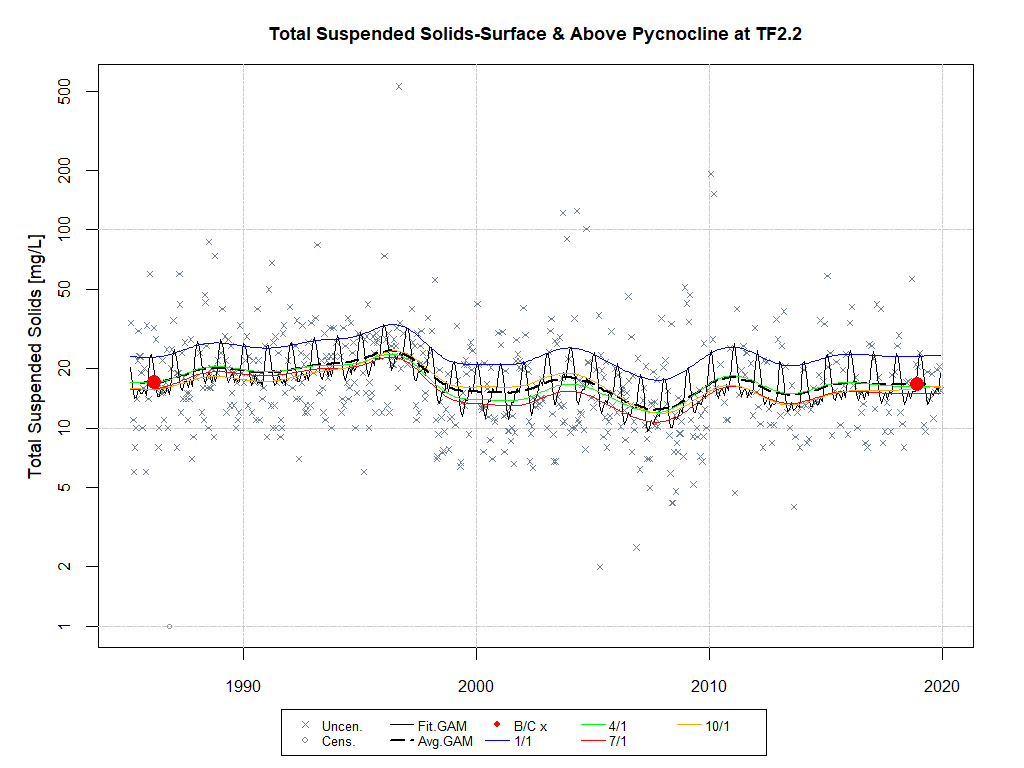 Total Suspended Solids-Surface & Above Pycnocline at TF2.2
Total Suspended Solids [mg/L]
500
200
100
50
20
10
5
2
1
1990 2000 2010 2020
Uncen. Fit.GAM B/C x 4/1 10/1
Cens. Avg.GAM 1/1 7/1